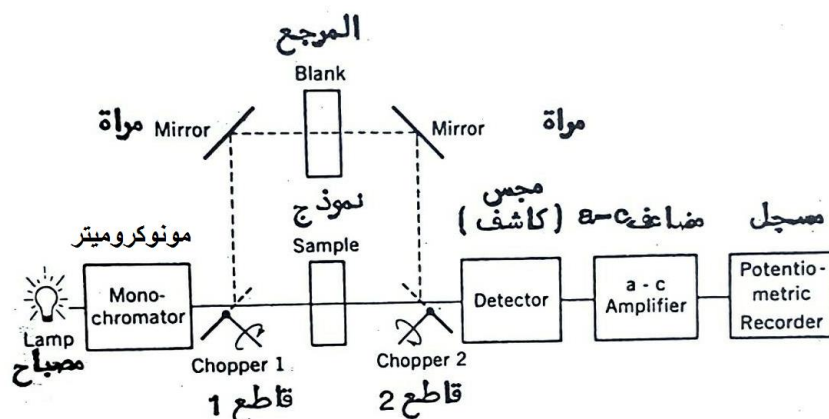 المرجع
Blank
مراة
Mirror
Mirror
مراة
نموذج
Sample
مونوكروميتر
Mono-
chromator
Lamp
مصباح
Chopper 1
قاطع 1
Chopper 2
قاطع 2
مجس
(كاشف)
Detector
مضاعف a-c
a - c
Amplifier
مسجل
Potentio-
metric
Recorder